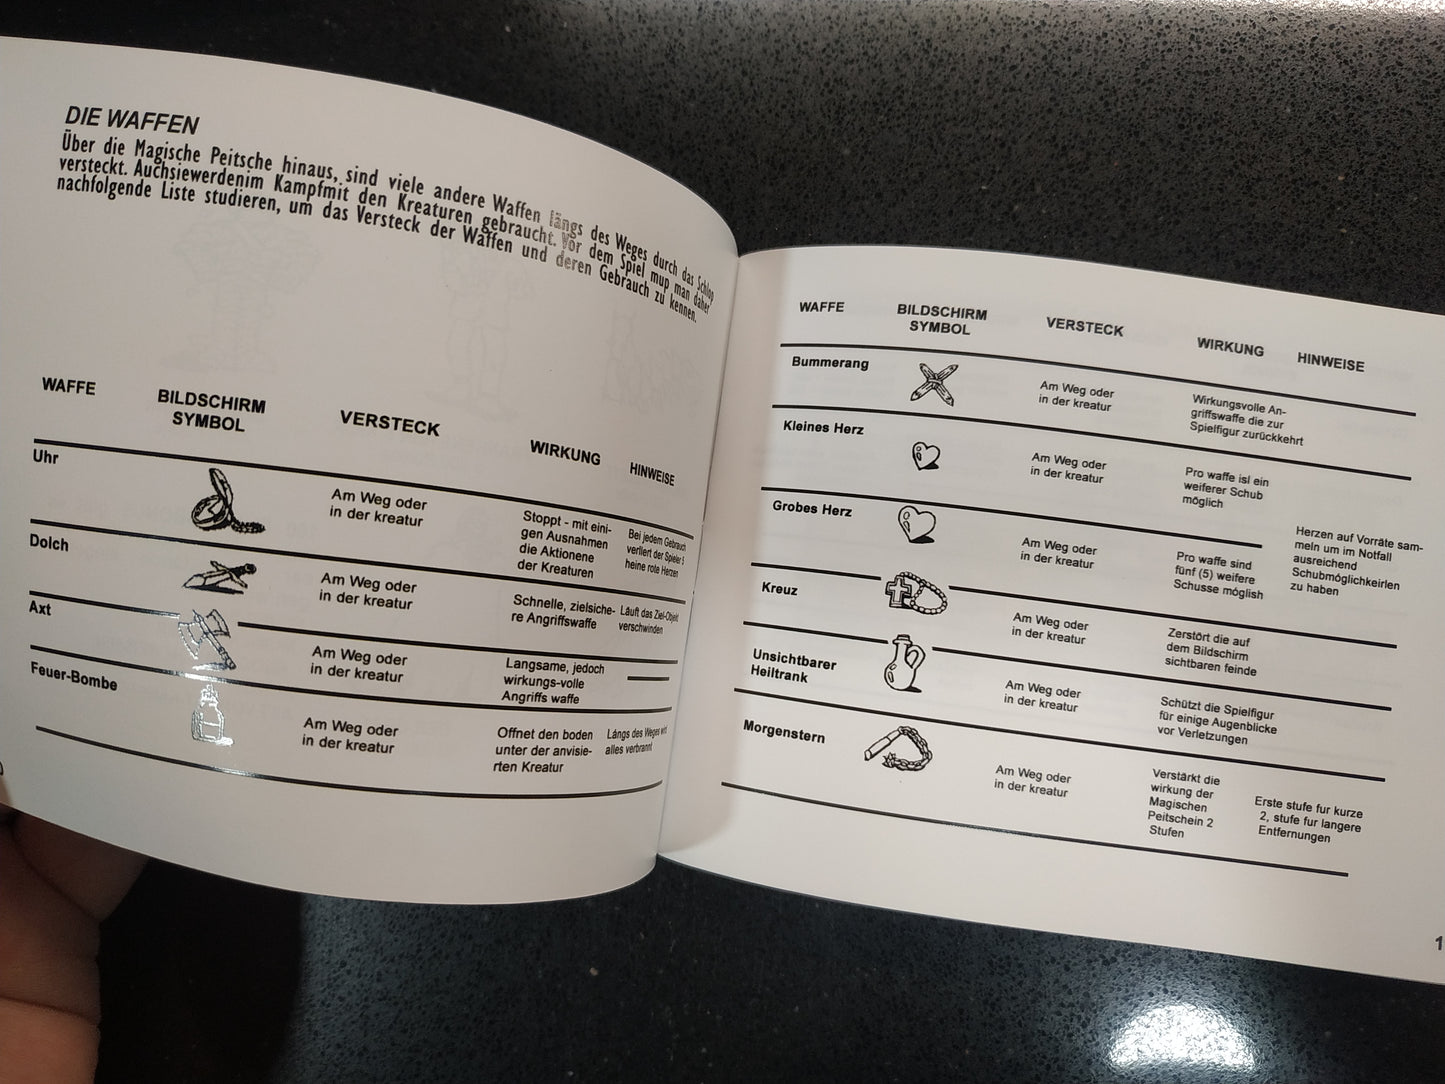 DIE WAFFEN
Über die Magische Peitsche hinaus, sind viele andere Waffen längs des Weges durch das Schlop
versteckt. Auchsiewerdenim Kampfmit den Kreaturen gebraucht. Vor dem Spiel mup man daher
nachfolgende Liste studieren, um das Versteck der Waffen und deren Gebrauch zu kennen.
WAFFE
BILDSCHIRM
SYMBOL
VERSTECK
WIRKUNG
HINWEISE
Uhr
Am Weg oder
in der kreatur
Stoppt - mit eini-
gen Ausnahmen
die Aktionene
der Kreaturen
Bei jedem Gebrauch
verliert der Spieler 5
heine rote Herzen
Dolch
Am Weg oder
in der kreatur
Schnelle, zielsiche-
re Angriffswaffe
Läuft das Ziel-Objekt
verschwinden
Axt
Am Weg oder
in der kreatur
Langsame, jedoch
wirkungs-volle
Angriffs waffe
Feuer-Bombe
Am Weg oder
in der kreatur
Offnet den boden
unter der anvisie-
rten Kreatur
Längs des Weges wird
alles verbrannt
WAFFE
BILDSCHIRM
SYMBOL
VERSTECK
WIRKUNG
HINWEISE
Bummerang
Am Weg oder
in der kreatur
Wirkungsvolle An-
griffswaffe die zur
Spielfigur zurückkehrt
Kleines Herz
Am Weg oder
in der kreatur
Pro waffe isl ein
weiferer Schub
möglich
Grobes Herz
Am Weg oder
in der kreatur
Pro waffe sind
fünf (5) weifere
Schusse möglish
Herzen auf Vorräte sam-
meln um im Notfall
ausreichend
Schubmöglichkeirlen
zu haben
Kreuz
Am Weg oder
in der kreatur
Zerstört die auf
dem Bildschirm
sichtbaren feinde
Unsichtbarer
Heiltrank
Am Weg oder
in der kreatur
Schützt die Spielfigur
für einige Augenblicke
vor Verletzungen
Morgenstern
Am Weg oder
in der kreatur
Verstärkt die
wirkung der
Magischen
Peitschein 2
Stufen
Erste stufe fur kurze
2, stufe fur langere
Entfernungen